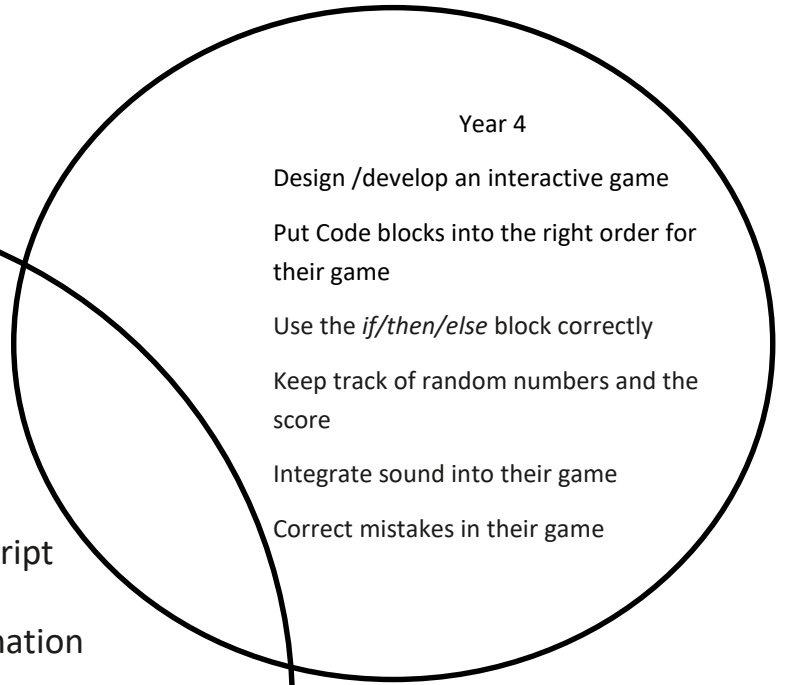 Year 4
Design /develop an interactive game
Put Code blocks into the right order for
their game
Use the if/then/else block correctly
Keep track of random numbers and the
score
Integrate sound into their game
Correct mistakes in their game
ript
nation